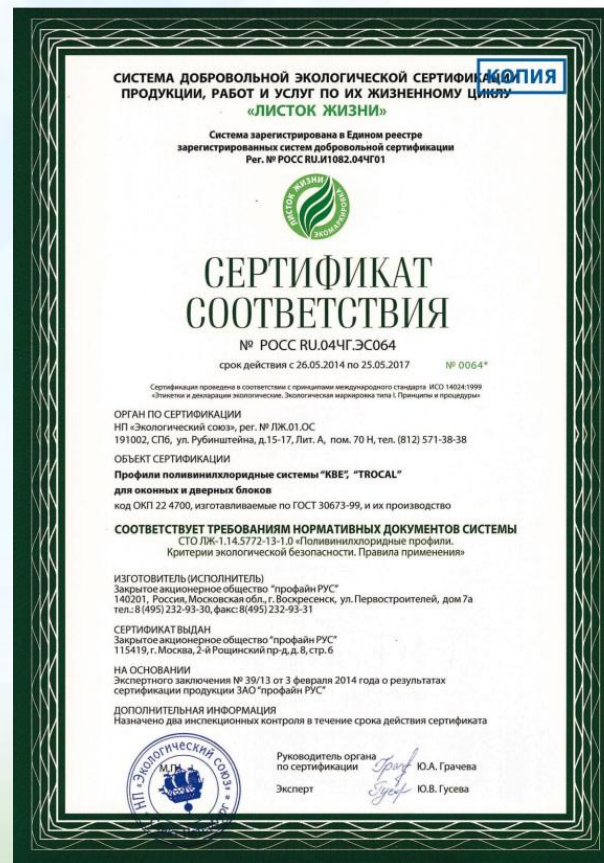 КОПИЯ
СИСТЕМА ДОБРОВОЛЬНОЙ ЭКОЛОГИЧЕСКОЙ СЕРТИФИКАЦИИ
ПРОДУКЦИИ, РАБОТ И УСЛУГ ПО ИХ ЖИЗНЕННОМУ ЦИКЛУ
«ЛИСТОК ЖИЗНИ»
Система зарегистрирована в Едином реестре
зарегистрированных систем добровольной сертификации
Рег. № РОСС RU.И1082.04ЧГ01
ЛИСТОК ЖИЗНИ
ЭКОМАРКИРОВКА
СЕРТИФИКАТ
СООТВЕТСТВИЯ
№ РОСС RU.04ЧГ.ЭС064
срок действия с 26.05.2014 по 25.05.2017 № 0064*
Сертификация проведена в соответствии с принципами международного стандарта ИСО 14024:1999
«Этикетки и декларации экологические. Экологическая маркировка типа I. Принципы и процедуры»
ОРГАН ПО СЕРТИФИКАЦИИ
НП «Экологический союз», рег. № ЛЖ.01.ОС
191002, СПб, ул. Рубинштейна, д.15-17, Лит. А, пом. 70 Н, тел. (812) 571-38-38
ОБЪЕКТ СЕРТИФИКАЦИИ
Профили поливинилхлоридные системы "КВЕ", "TROCAL"
для оконных и дверных блоков
код ОКП 22 4700, изготавливаемые по ГОСТ 30673-99, и их производство
СООТВЕТСТВУЕТ ТРЕБОВАНИЯМ НОРМАТИВНЫХ ДОКУМЕНТОВ СИСТЕМЫ
СТО ЛЖ-1.14.5772-13-1.0 «Поливинилхлоридные профили.
Критерии экологической безопасности. Правила применения»
ИЗГОТОВИТЕЛЬ (ИСПОЛНИТЕЛЬ)
Закрытое акционерное общество "профайн РУС"
140201, Россия, Московская обл., г. Воскресенск, ул. Первостроителей, дом 7а
тел.: 8 (495) 232-93-30, факс: 8(495) 232-93-31
СЕРТИФИКАТ ВЫДАН
Закрытое акционерное общество "профайн РУС"
115419, г. Москва, 2-й Рощинский пр-д, д. 8, стр. 6
НА ОСНОВАНИИ
Экспертного заключения № 39/13 от 3 февраля 2014 года о результатах
сертификации продукции ЗАО "профайн РУС"
ДОПОЛНИТЕЛЬНАЯ ИНФОРМАЦИЯ
Назначено два инспекционных контроля в течение срока действия сертификата
НП «Экологический союз»
М.П.
Руководитель органа
по сертификации Ю.А. Грачева
Эксперт Ю.В. Гусева